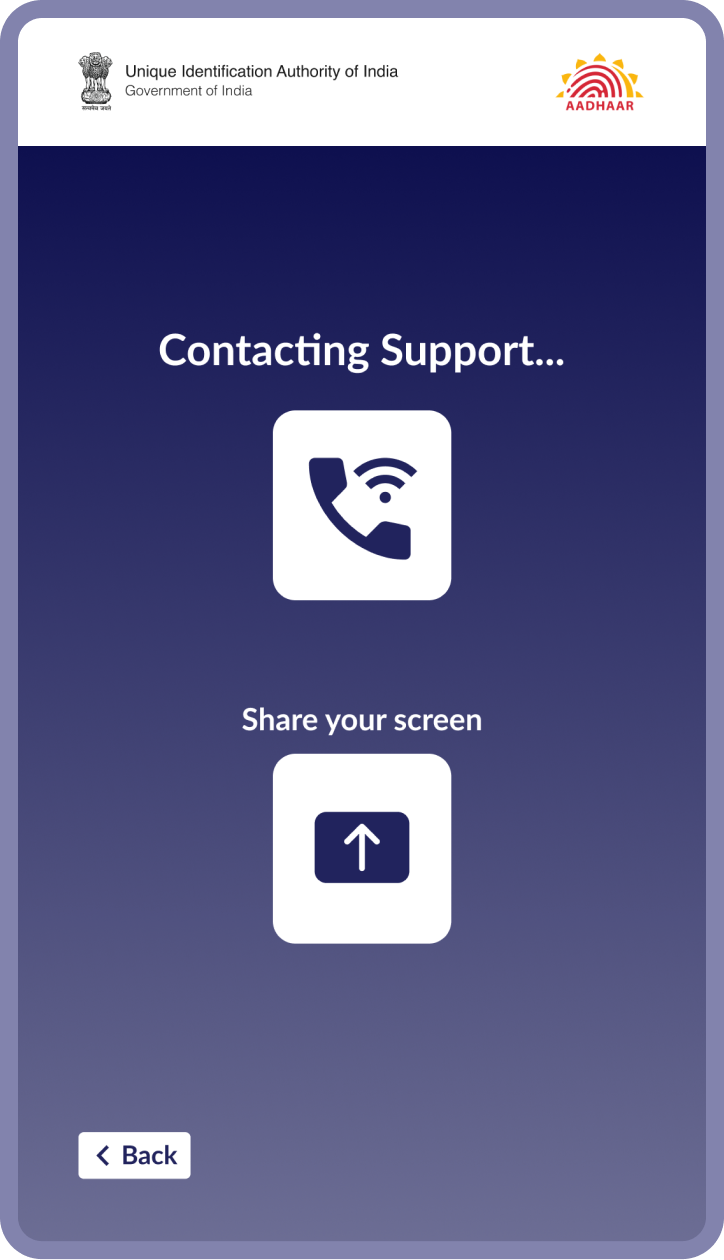 Unique Identification Authority of India
Government of India
सत्यमेव जयते
AADHAAR
Contacting Support...
Share your screen
Back